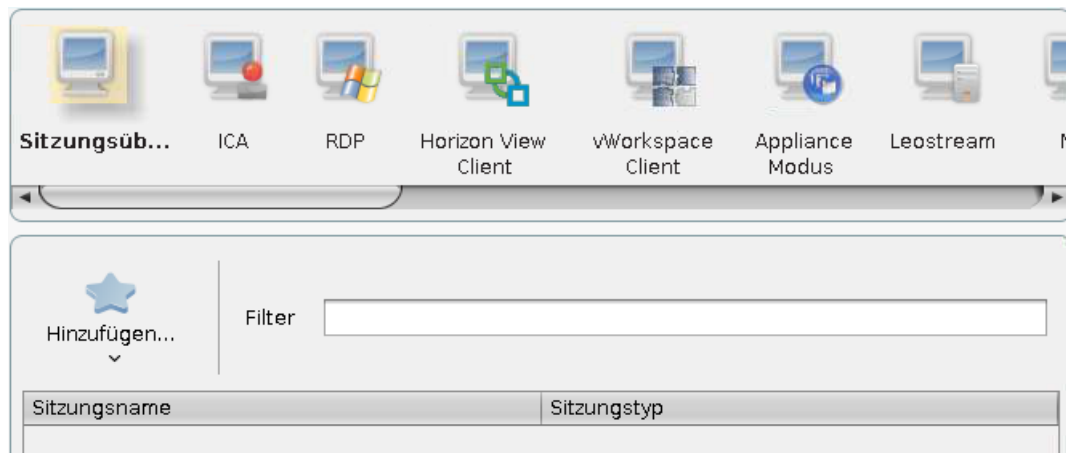 Sitzungsüb...
ICA
RDP
Horizon View
Client
vWorkspace
Client
Appliance
Modus
Leostream
Hinzufügen...
Filter
Sitzungsname
Sitzungstyp